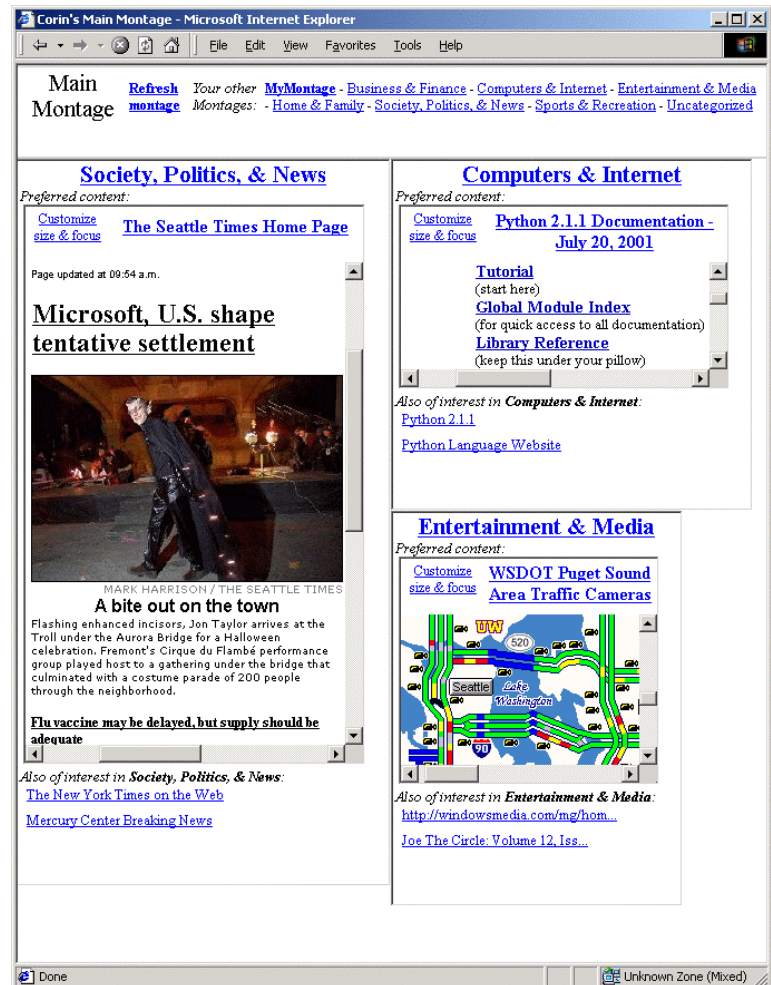 Corin's Main Montage - Microsoft Internet Explorer
File Edit View Favorites Tools Help
Main Montage
Refresh montage
Your other MyMontage - Business & Finance - Computers & Internet - Entertainment & Media
Montages: - Home & Family - Society, Politics, & News - Sports & Recreation - Uncategorized
Society, Politics, & News
Preferred content:
Customize
size & focus
The Seattle Times Home Page
Page updated at 09:54 a.m.
Microsoft, U.S. shape
tentative settlement
MARK HARRISON / THE SEATTLE TIMES
A bite out on the town
Flashing enhanced incisors, Jon Taylor arrives at the
Troll under the Aurora Bridge for a Halloween
celebration. Fremont's Cirque du Flambé performance
group played host to a gathering under the bridge that
culminated with a costume parade of 200 people
through the neighborhood.
Flu vaccine may be delayed, but supply should be
adequate
Also of interest in Society, Politics, & News:
The New York Times on the Web
Mercury Center Breaking News
Computers & Internet
Preferred content:
Customize
size & focus
Python 2.1.1 Documentation -
July 20, 2001
Tutorial
(start here)
Global Module Index
(for quick access to all documentation)
Library Reference
(keep this under your pillow)
Also of interest in Computers & Internet:
Python 2.1.1
Python Language Website
Entertainment & Media
Preferred content:
Customize
size & focus
WSDOT Puget Sound
Area Traffic Cameras
UW
520
Seattle
Lake
Washington
90
Also of interest in Entertainment & Media:
http://windowsmedia.com/mg/hom...
Joe The Circle: Volume 12, Iss...
Done
Unknown Zone (Mixed)